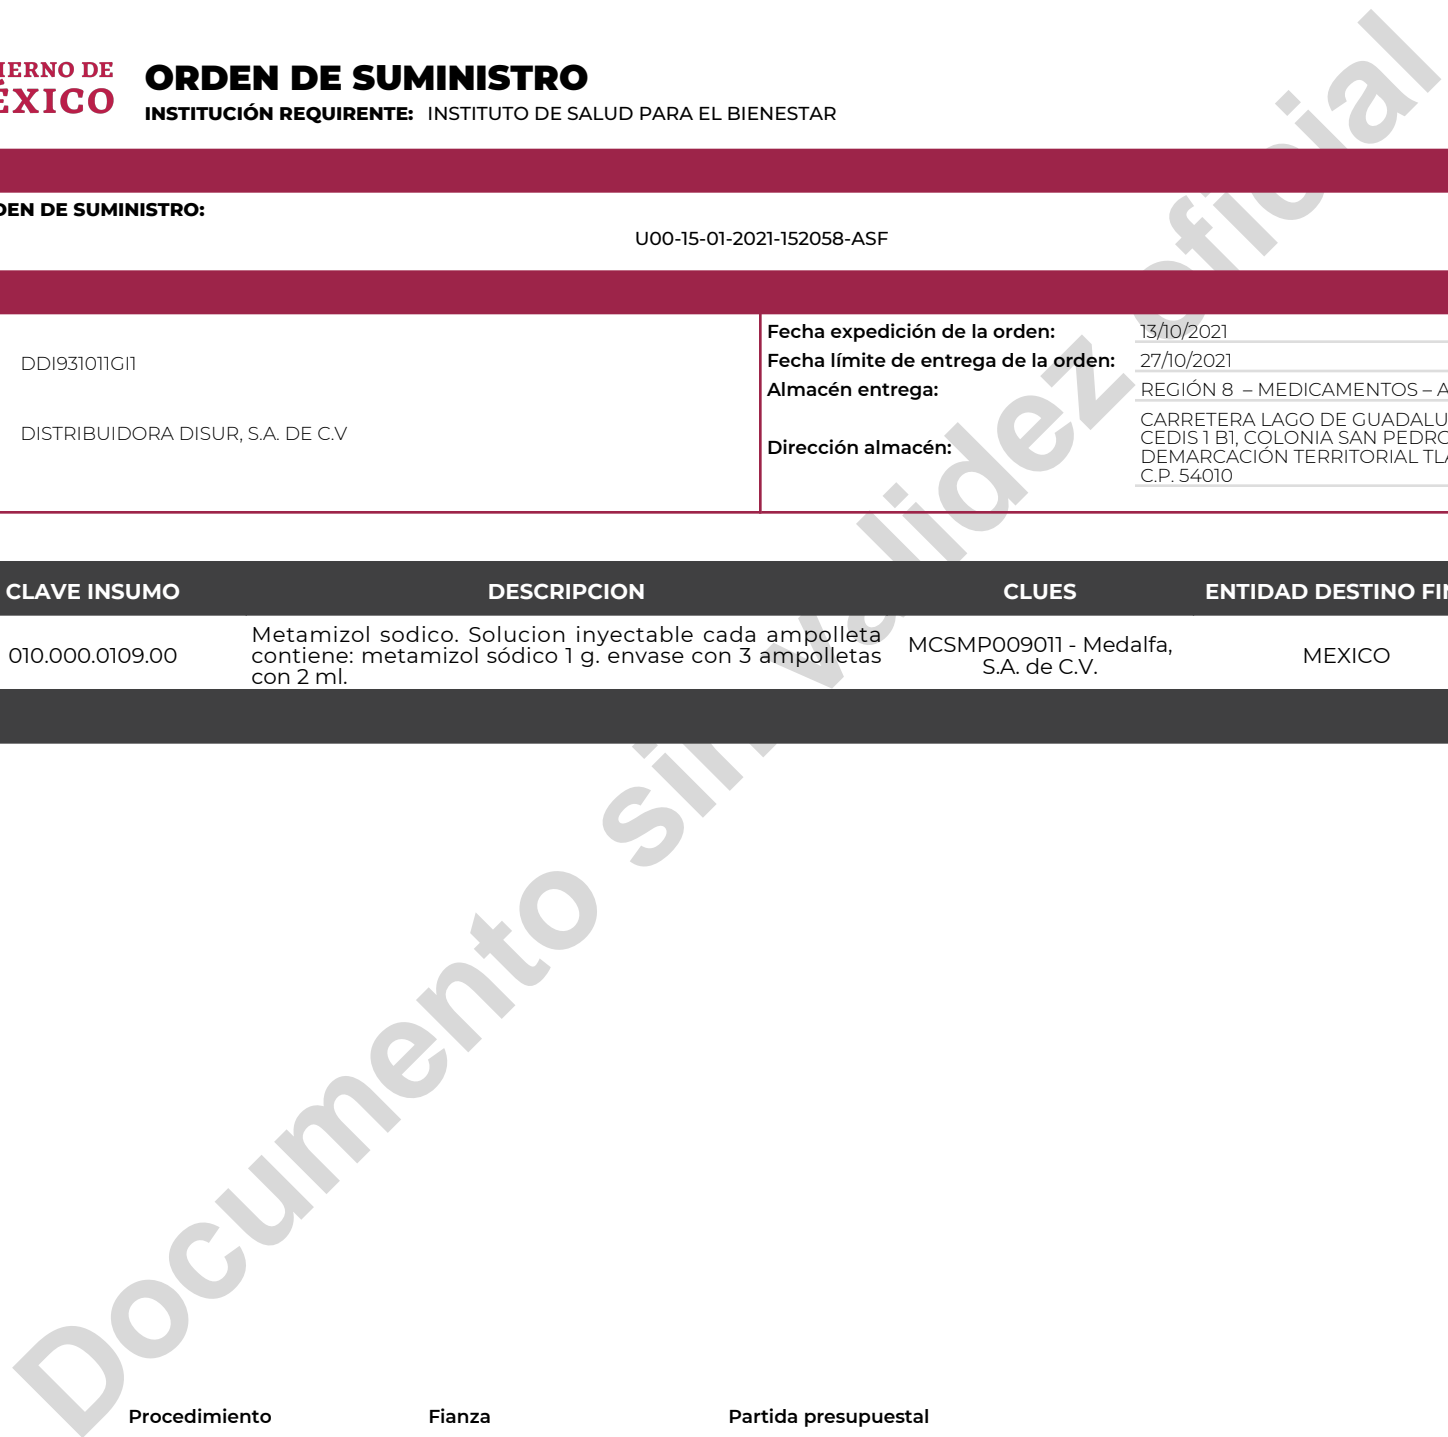 IERNO DE
ÉXICO
ORDEN DE SUMINISTRO
INSTITUCIÓN REQUIRENTE: INSTITUTO DE SALUD PARA EL BIENESTAR
DEN DE SUMINISTRO:
U00-15-01-2021-152058-ASF
DDI931011GI1
DISTRIBUIDORA DISUR, S.A. DE C.V
Fecha expedición de la orden: 13/10/2021
Fecha límite de entrega de la orden: 27/10/2021
Almacén entrega: REGIÓN 8 – MEDICAMENTOS – A
Dirección almacén:
CARRETERA LAGO DE GUADALU
CEDIS 1 B1, COLONIA SAN PEDRO
DEMARCACIÓN TERRITORIAL TLA
C.P. 54010
CLAVE INSUMO DESCRIPCION CLUES ENTIDAD DESTINO FIN
010.000.0109.00
Metamizol sodico. Solucion inyectable cada ampolleta
contiene: metamizol sódico 1 g. envase con 3 ampolletas
con 2 ml.
MCSMP009011 - Medalfa,
S.A. de C.V.
MEXICO
Documento sin validez oficial
Procedimiento Fianza Partida presupuestal